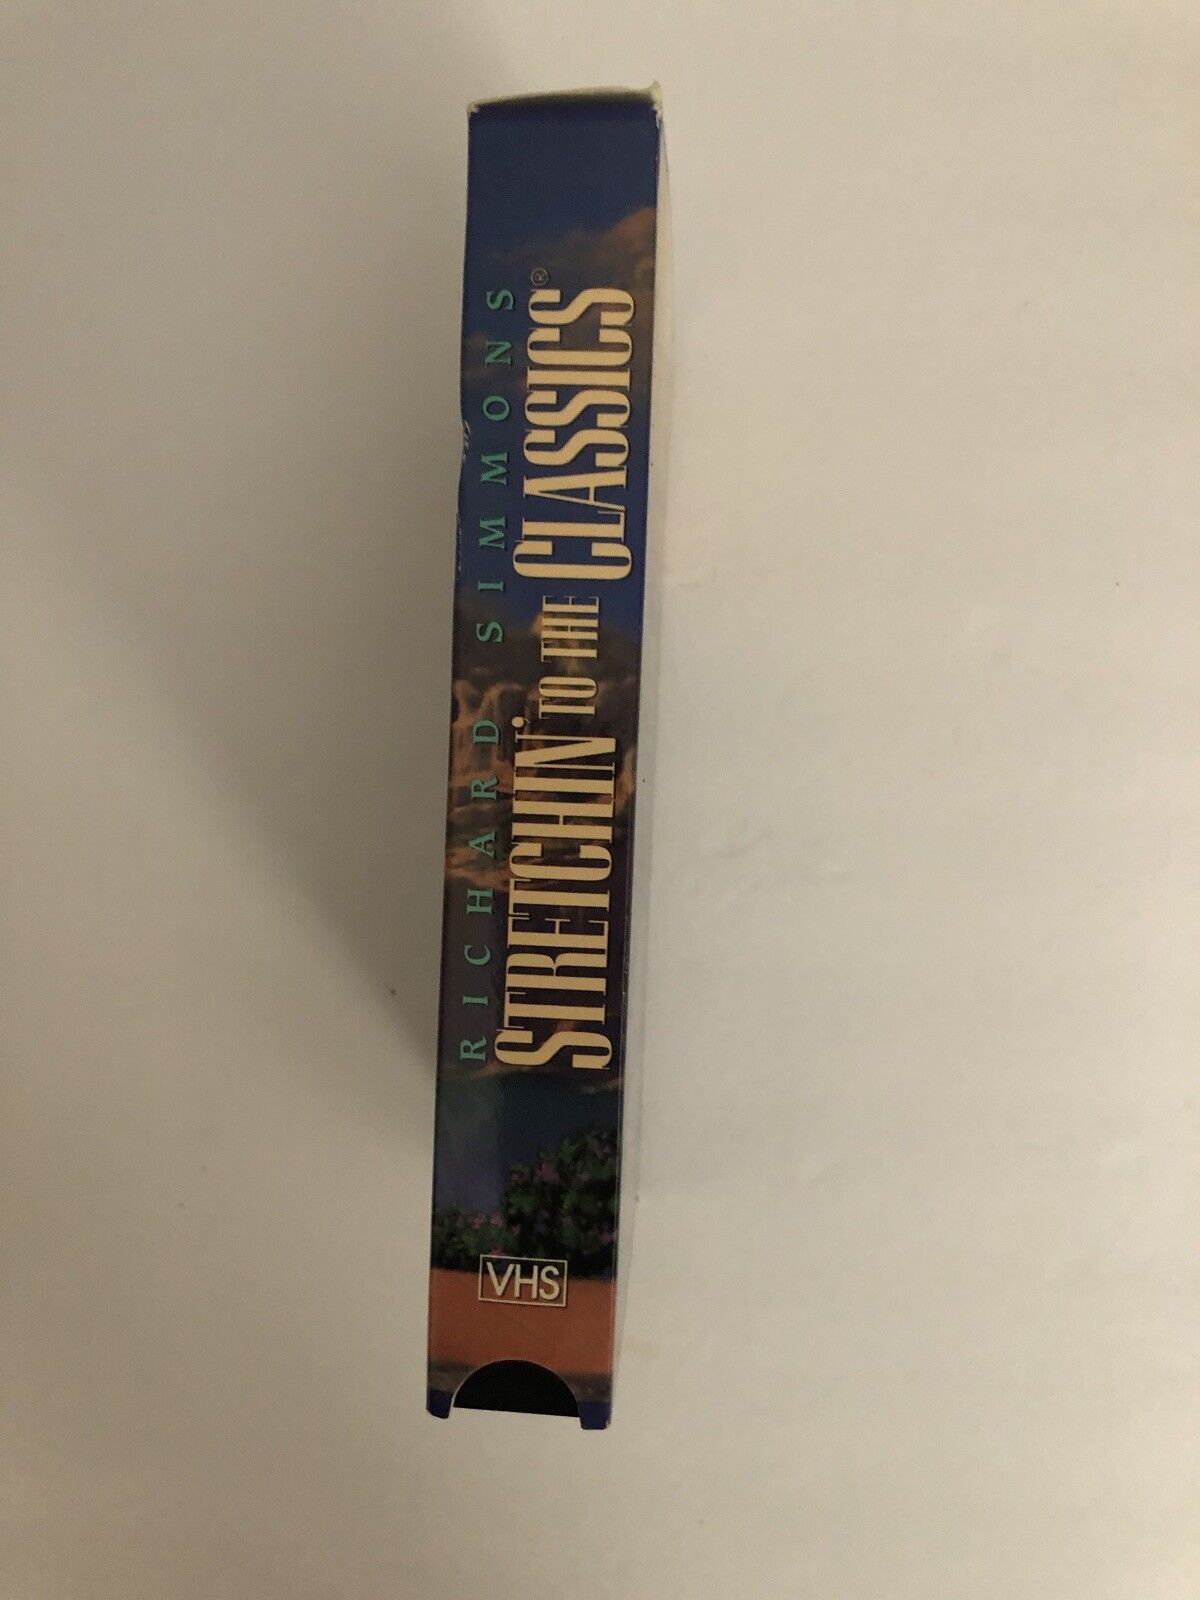 RICHARD SIMMONS
STRETCHIN' TO THE CLASSICS®
VHS